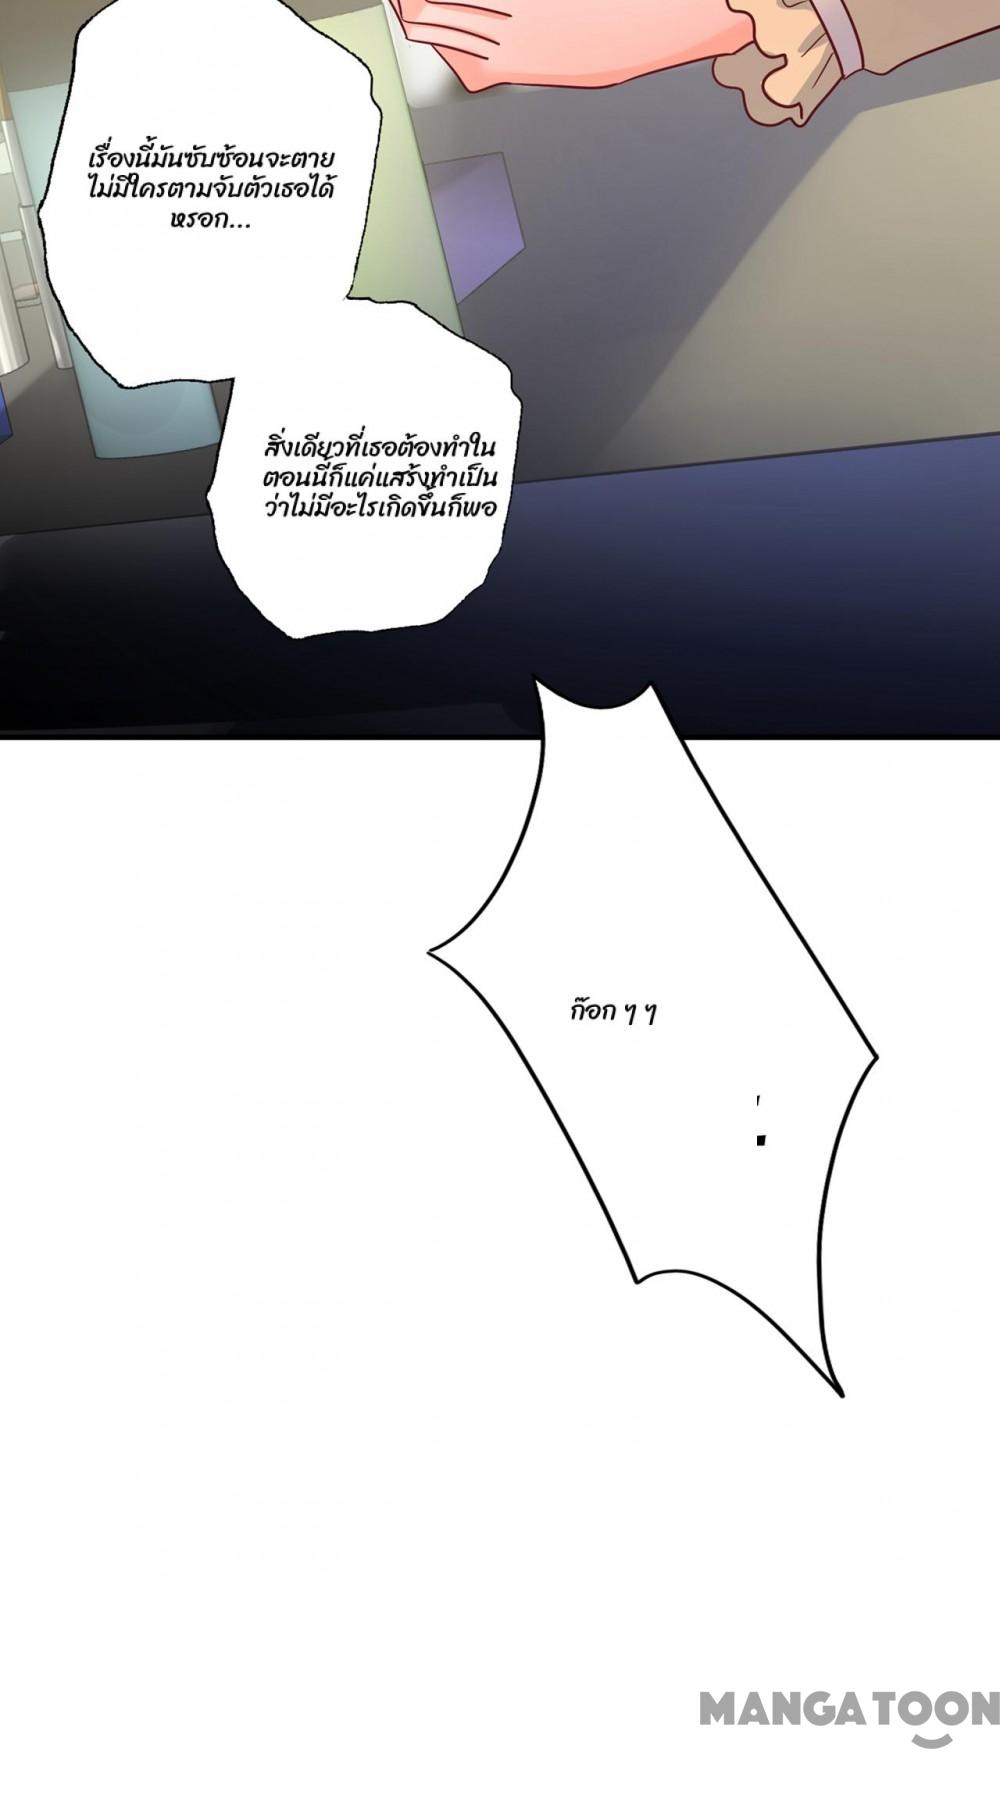 เรื่องนี้มันซับซ้อนจะตาย
ไม่มีใครตามจับตัวเธอได้
หรอก...
สิ่งเดียวที่เธอต้องทำใน
ตอนนี้ก็แค่แสร้งทำเป็น
ว่าไม่มีอะไรเกิดขึ้นก็พอ
ก๊อก ๆ ๆ
MANGATOON